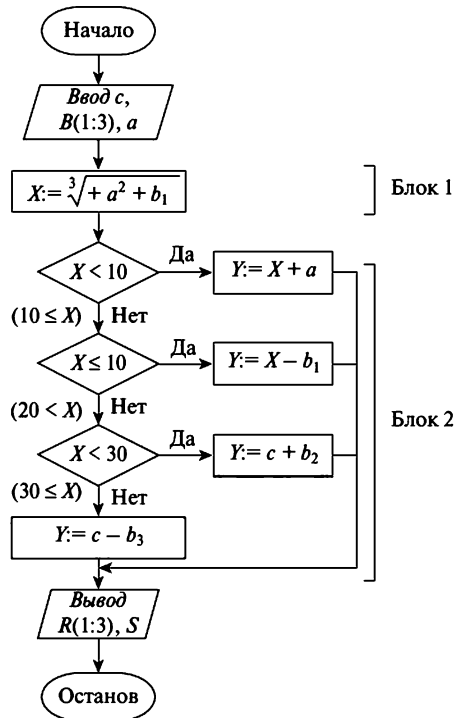 Начало
Ввод c,
B(1:3), a
X:= ∛+ a² + b₁
Блок 1
X < 10
Да
Y:= X + a
(10 ≤ X) Нет
X ≤ 10
Да
Y:= X – b₁
(20 < X) Нет
Блок 2
X < 30
Да
Y:= c + b₂
(30 ≤ X) Нет
Y:= c – b₃
Вывод
R(1:3), S
Останов